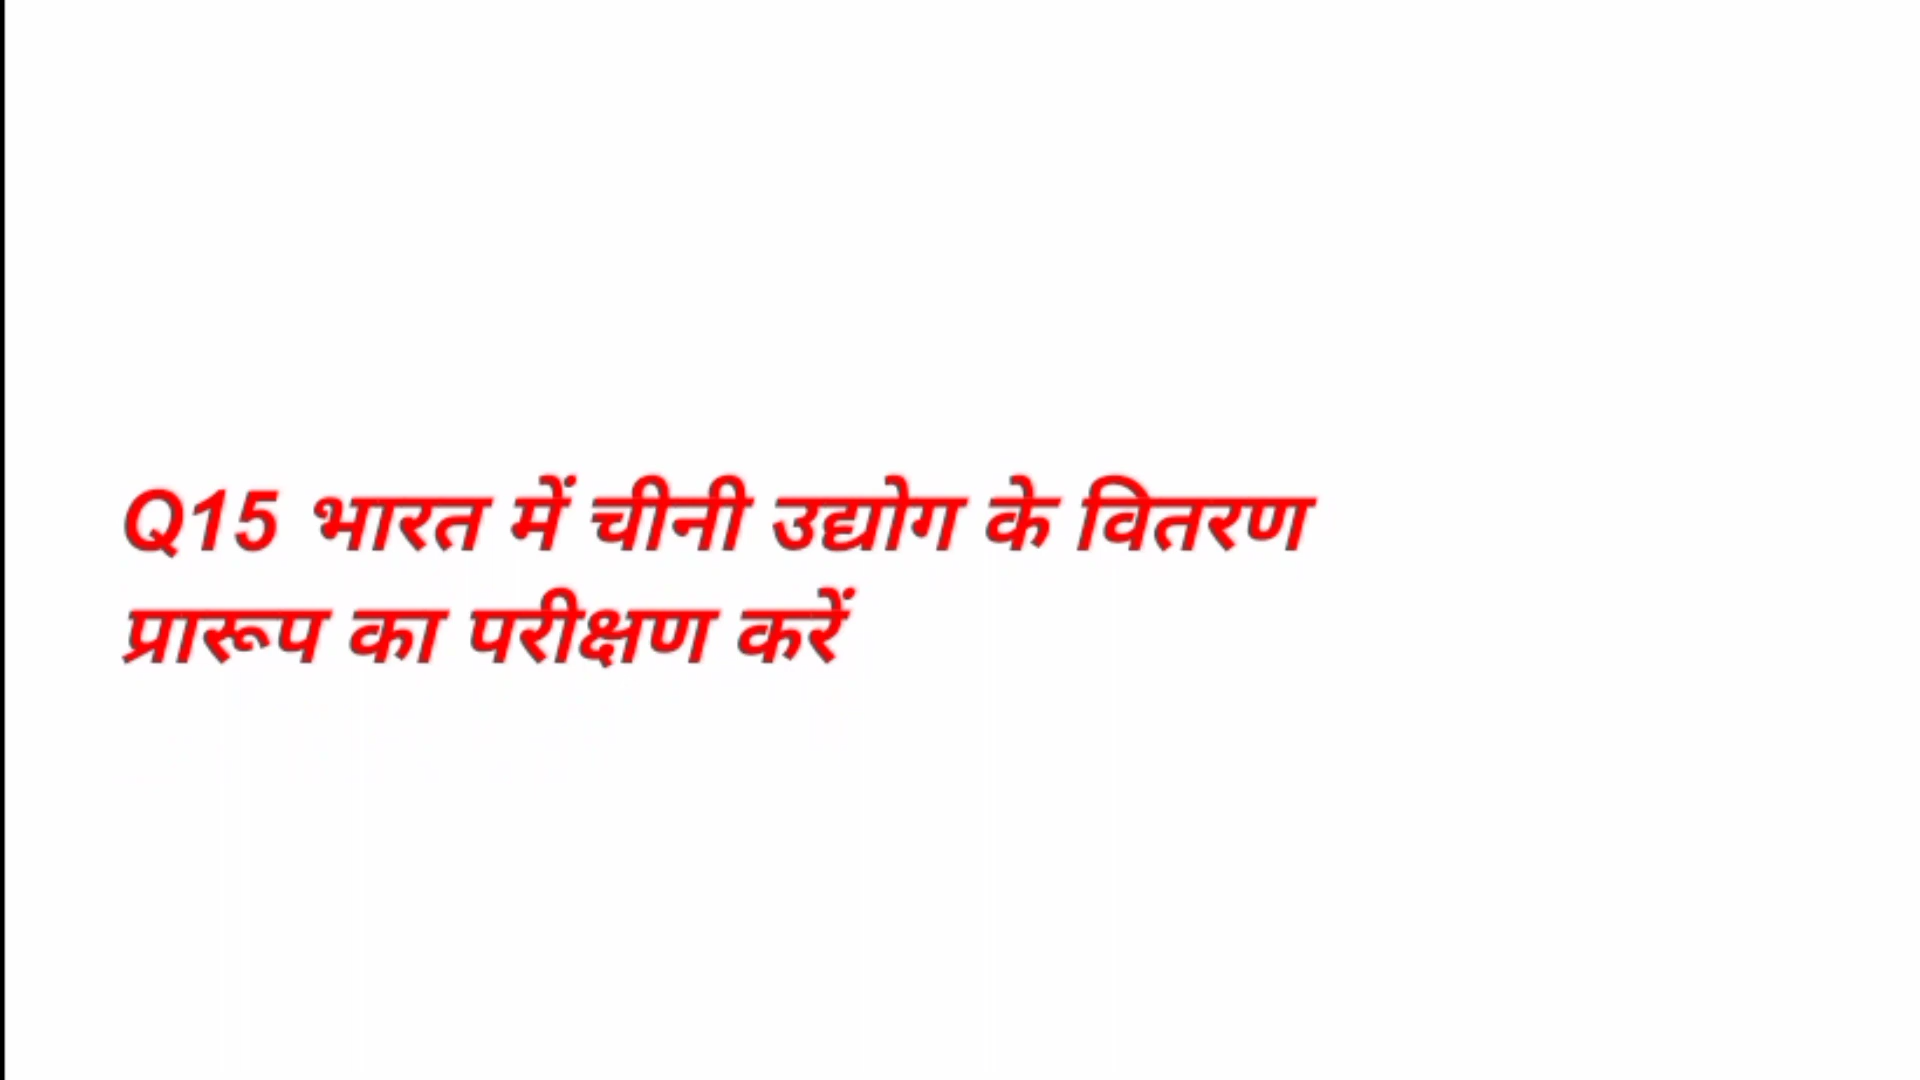 Q15 भारत में चीनी उद्योग के वितरण
प्रारूप का परीक्षण करें